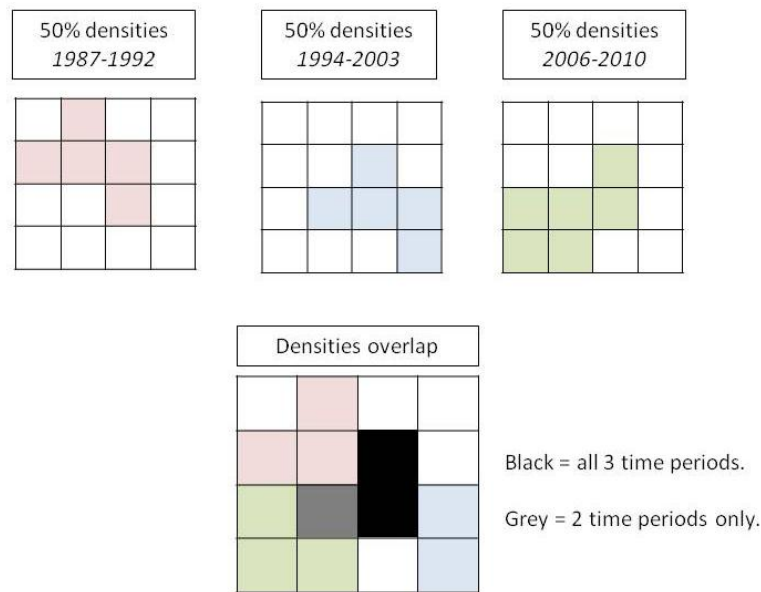 50% densities
1987-1992
50% densities
1994-2003
50% densities
2006-2010
Densities overlap
Black = all 3 time periods.
Grey = 2 time periods only.